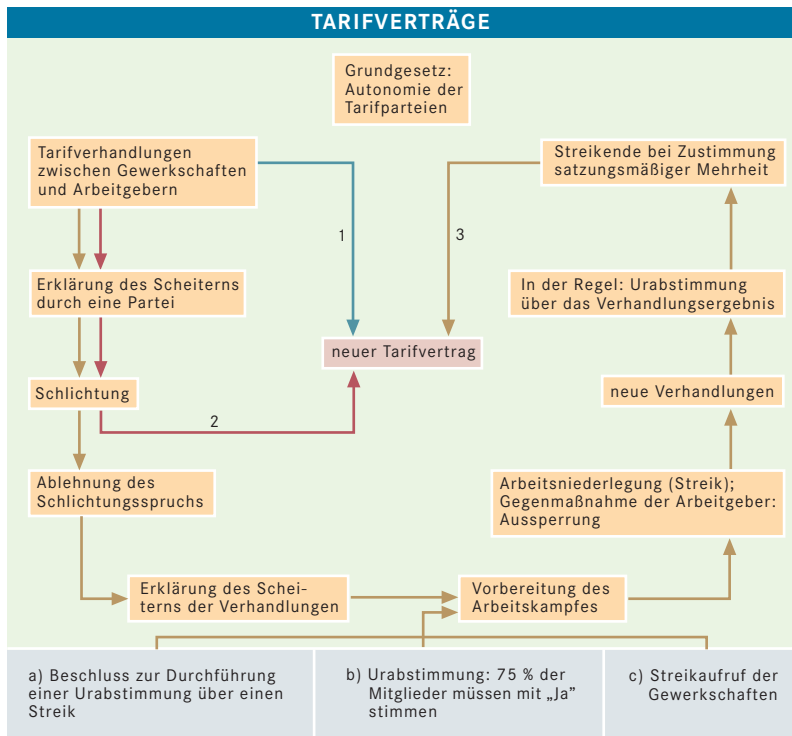 TARIFVERTRÄGE
Grundgesetz:
Autonomie der
Tarifparteien
Tarifverhandlungen
zwischen Gewerkschaften
und Arbeitgebern
Streikende bei Zustimmung
satzungsmäßiger Mehrheit
1
3
Erklärung des Scheiterns
durch eine Partei
In der Regel: Urabstimmung
über das Verhandlungsergebnis
neuer Tarifvertrag
Schlichtung
neue Verhandlungen
2
Ablehnung des
Schlichtungsspruchs
Arbeitsniederlegung (Streik);
Gegenmaßnahme der Arbeitgeber:
Aussperrung
Erklärung des Schei-
terns der Verhandlungen
Vorbereitung des
Arbeitskampfes
a) Beschluss zur Durchführung
einer Urabstimmung über einen
Streik
b) Urabstimmung: 75 % der
Mitglieder müssen mit „Ja”
stimmen
c) Streikaufruf der
Gewerkschaften